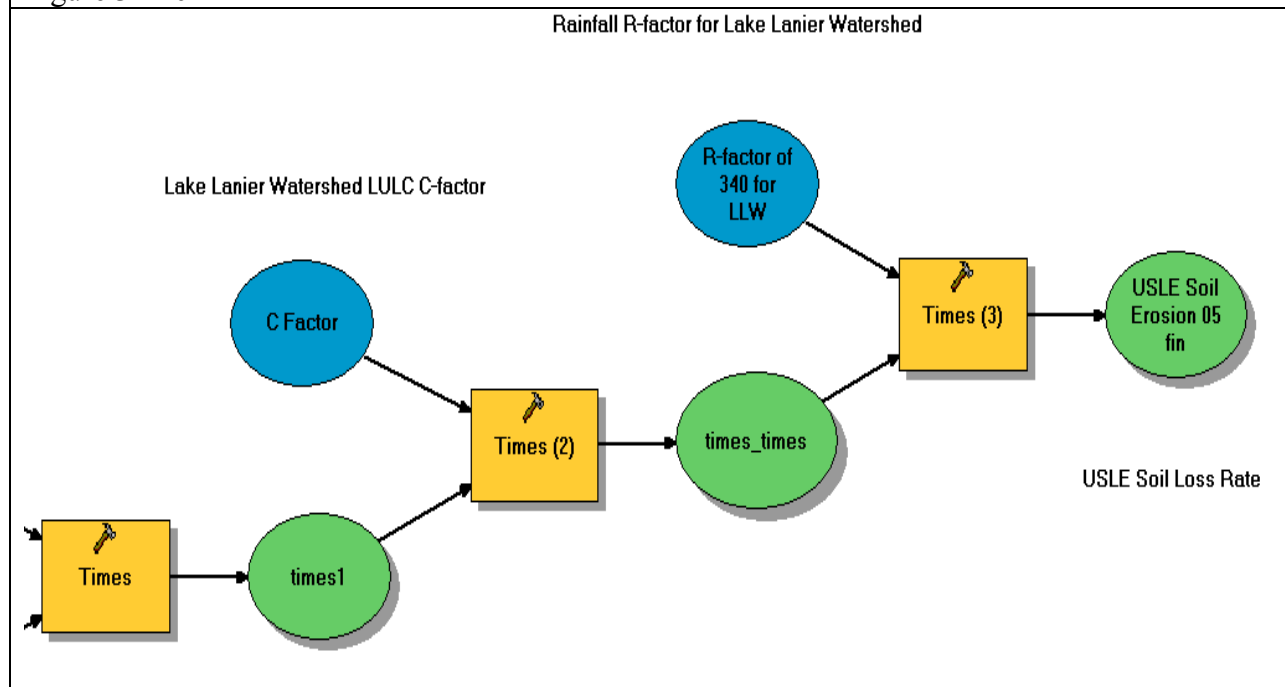 Rainfall R-factor for Lake Lanier Watershed
R-factor of
340 for
LLW
Lake Lanier Watershed LULC C-factor
C Factor
Times (3)
USLE Soil
Erosion 05
fin
Times (2)
times_times
USLE Soil Loss Rate
Times
times1